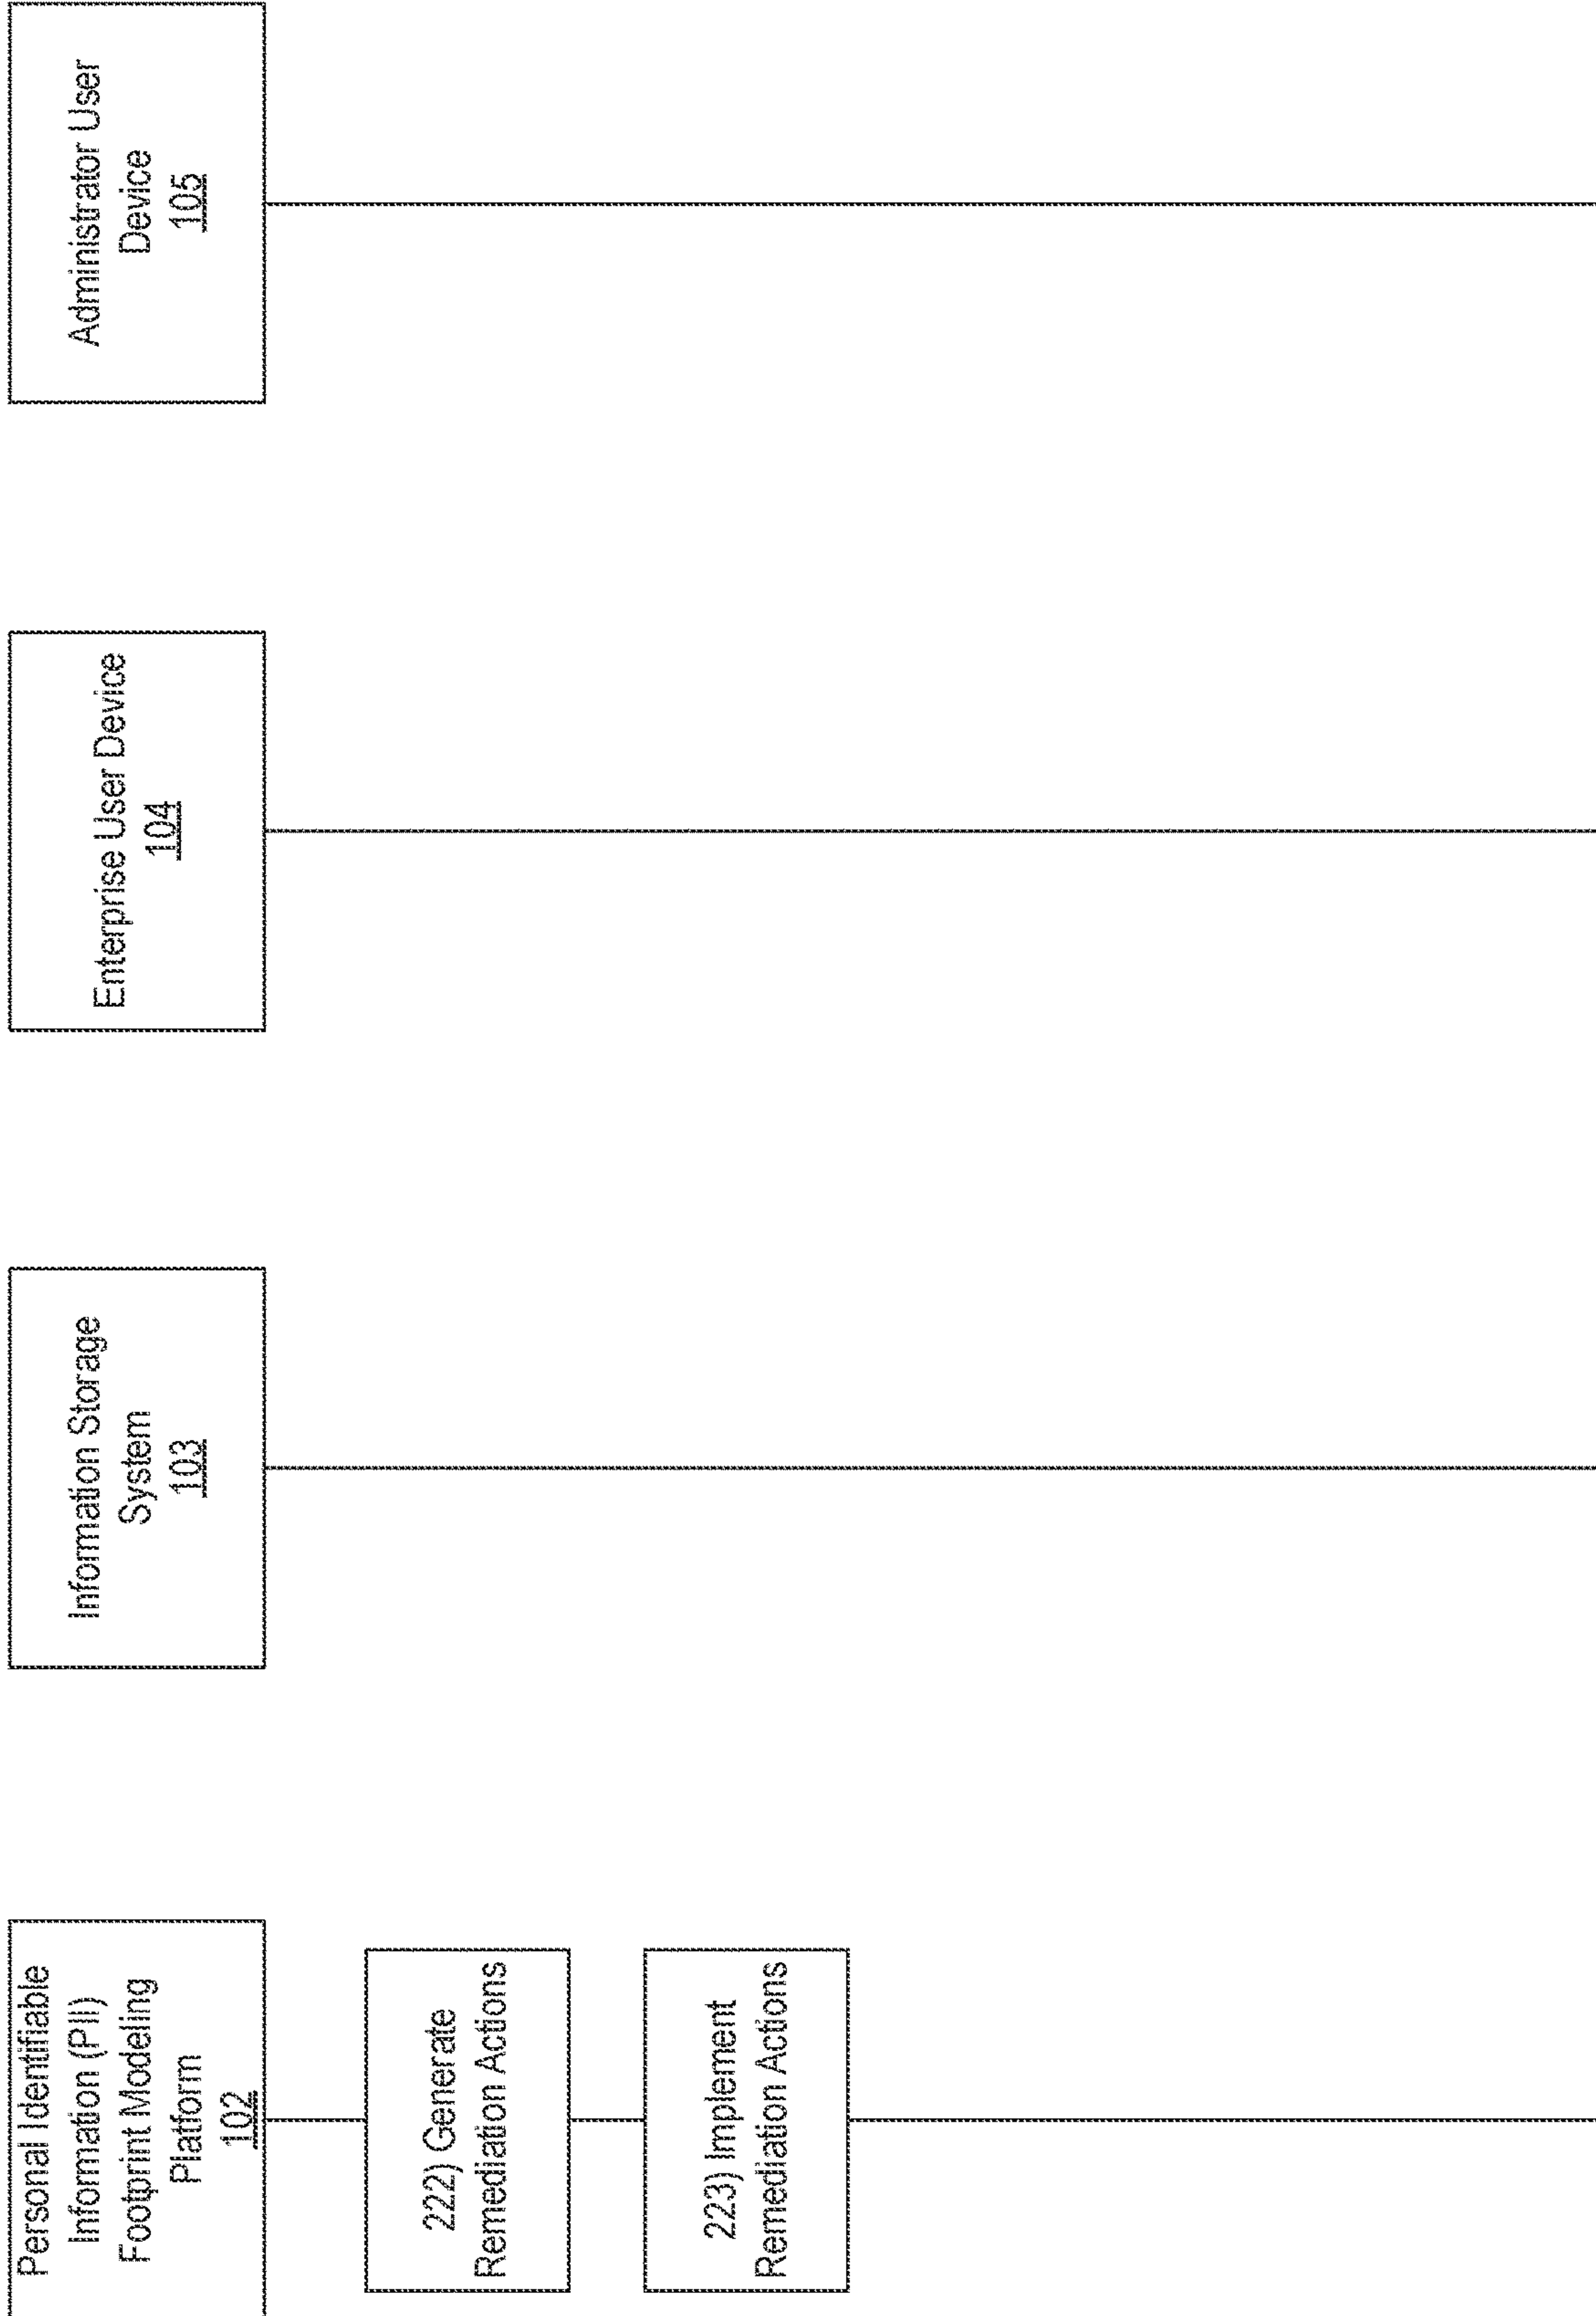 Personal Identifiable
Information (PII)
Footprint Modeling
Platform
102
Information Storage
System
103
Enterprise User Device
104
Administrator User
Device
105
222) Generate
Remediation Actions
223) Implement
Remediation Actions